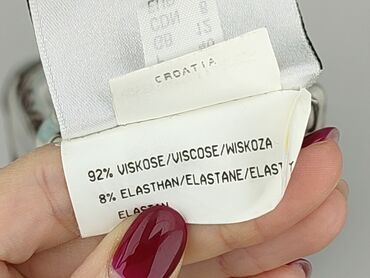 CROATIA
92% VISKOSE/VISCOSE/WISKOZA
8% ELASTHAN/ELASTANE/ELAST
ELASTAN